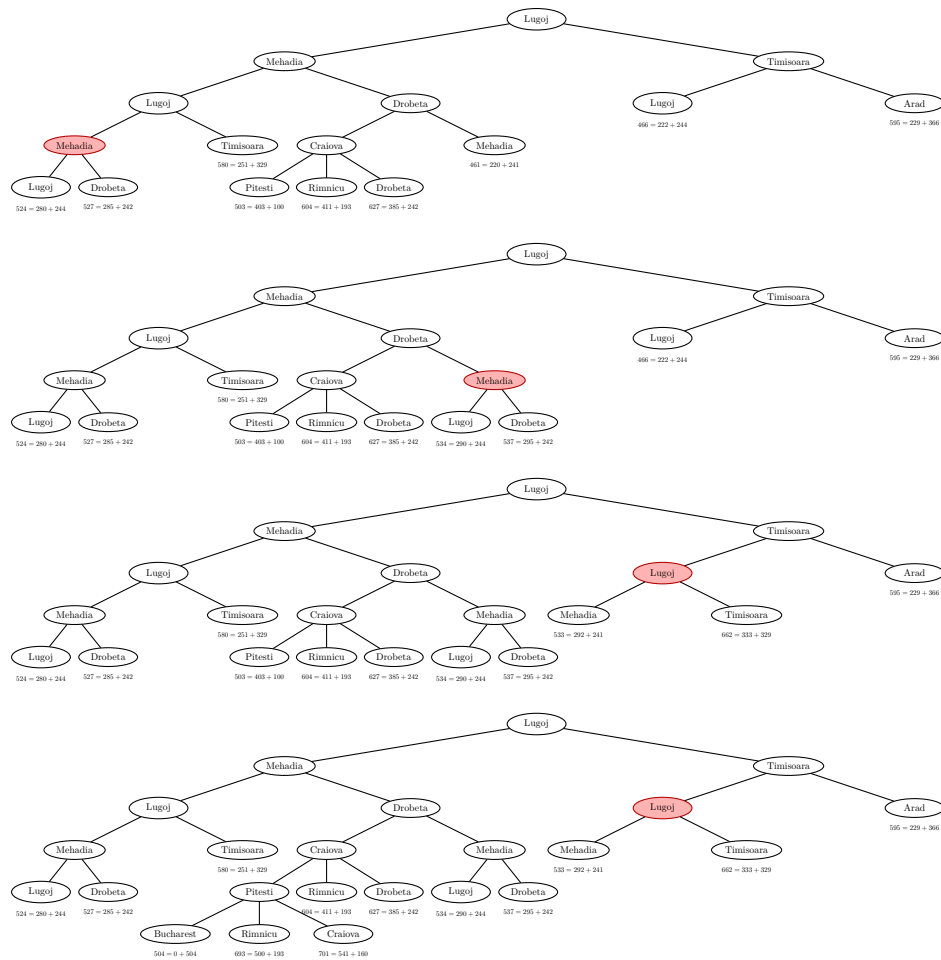 Lugoj
Mehadia Timisoara
Lugoj Drobeta Lugoj Arad
466 = 222 + 244 595 = 229 + 366
Mehadia Timisoara Craiova Mehadia
580 = 251 + 329 461 = 220 + 241
Lugoj Drobeta Pitesti Rimnicu Drobeta
524 = 280 + 244 527 = 285 + 242 503 = 403 + 100 604 = 411 + 193 627 = 385 + 242
Lugoj
Mehadia Timisoara
Lugoj Drobeta Lugoj Arad
466 = 222 + 244 595 = 229 + 366
Mehadia Timisoara Craiova Mehadia
580 = 251 + 329
Lugoj Drobeta Pitesti Rimnicu Drobeta Lugoj Drobeta
524 = 280 + 244 527 = 285 + 242 503 = 403 + 100 604 = 411 + 193 627 = 385 + 242 534 = 290 + 244 537 = 295 + 242
Lugoj
Mehadia Timisoara
Lugoj Drobeta Lugoj Arad
595 = 229 + 366
Mehadia Timisoara Craiova Mehadia Mehadia Timisoara
580 = 251 + 329 533 = 292 + 241 662 = 333 + 329
Lugoj Drobeta Pitesti Rimnicu Drobeta Lugoj Drobeta
524 = 280 + 244 527 = 285 + 242 503 = 403 + 100 604 = 411 + 193 627 = 385 + 242 534 = 290 + 244 537 = 295 + 242
Lugoj
Mehadia Timisoara
Lugoj Drobeta Lugoj Arad
595 = 229 + 366
Mehadia Timisoara Craiova Mehadia Mehadia Timisoara
580 = 251 + 329 533 = 292 + 241 662 = 333 + 329
Lugoj Drobeta Pitesti Rimnicu Drobeta Lugoj Drobeta
524 = 280 + 244 527 = 285 + 242 604 = 411 + 193 627 = 385 + 242 534 = 290 + 244 537 = 295 + 242
Bucharest Rimnicu Craiova
504 = 0 + 504 693 = 500 + 193 701 = 541 + 160